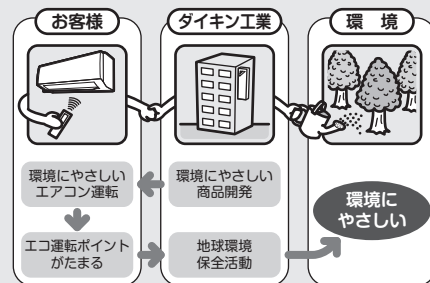 お客様
ダイキン工業
環 境
環境にやさしい
エアコン運転
環境にやさしい
商品開発
環境に
やさしい
エコ運転ポイント
がたまる
地球環境
保全活動